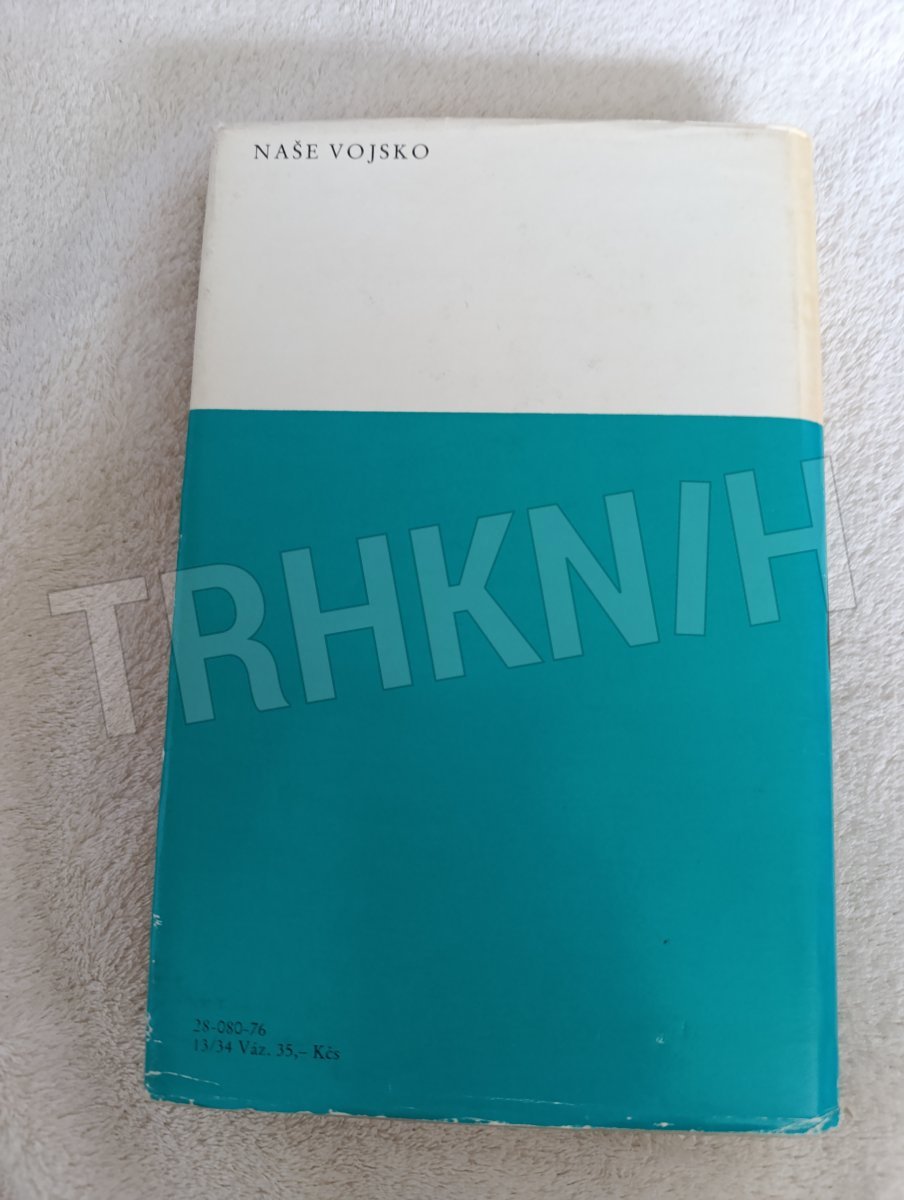 NAŠE VOJSKO
TRHKNIH
28-080-76
13/34 Váz. 35,– Kčs